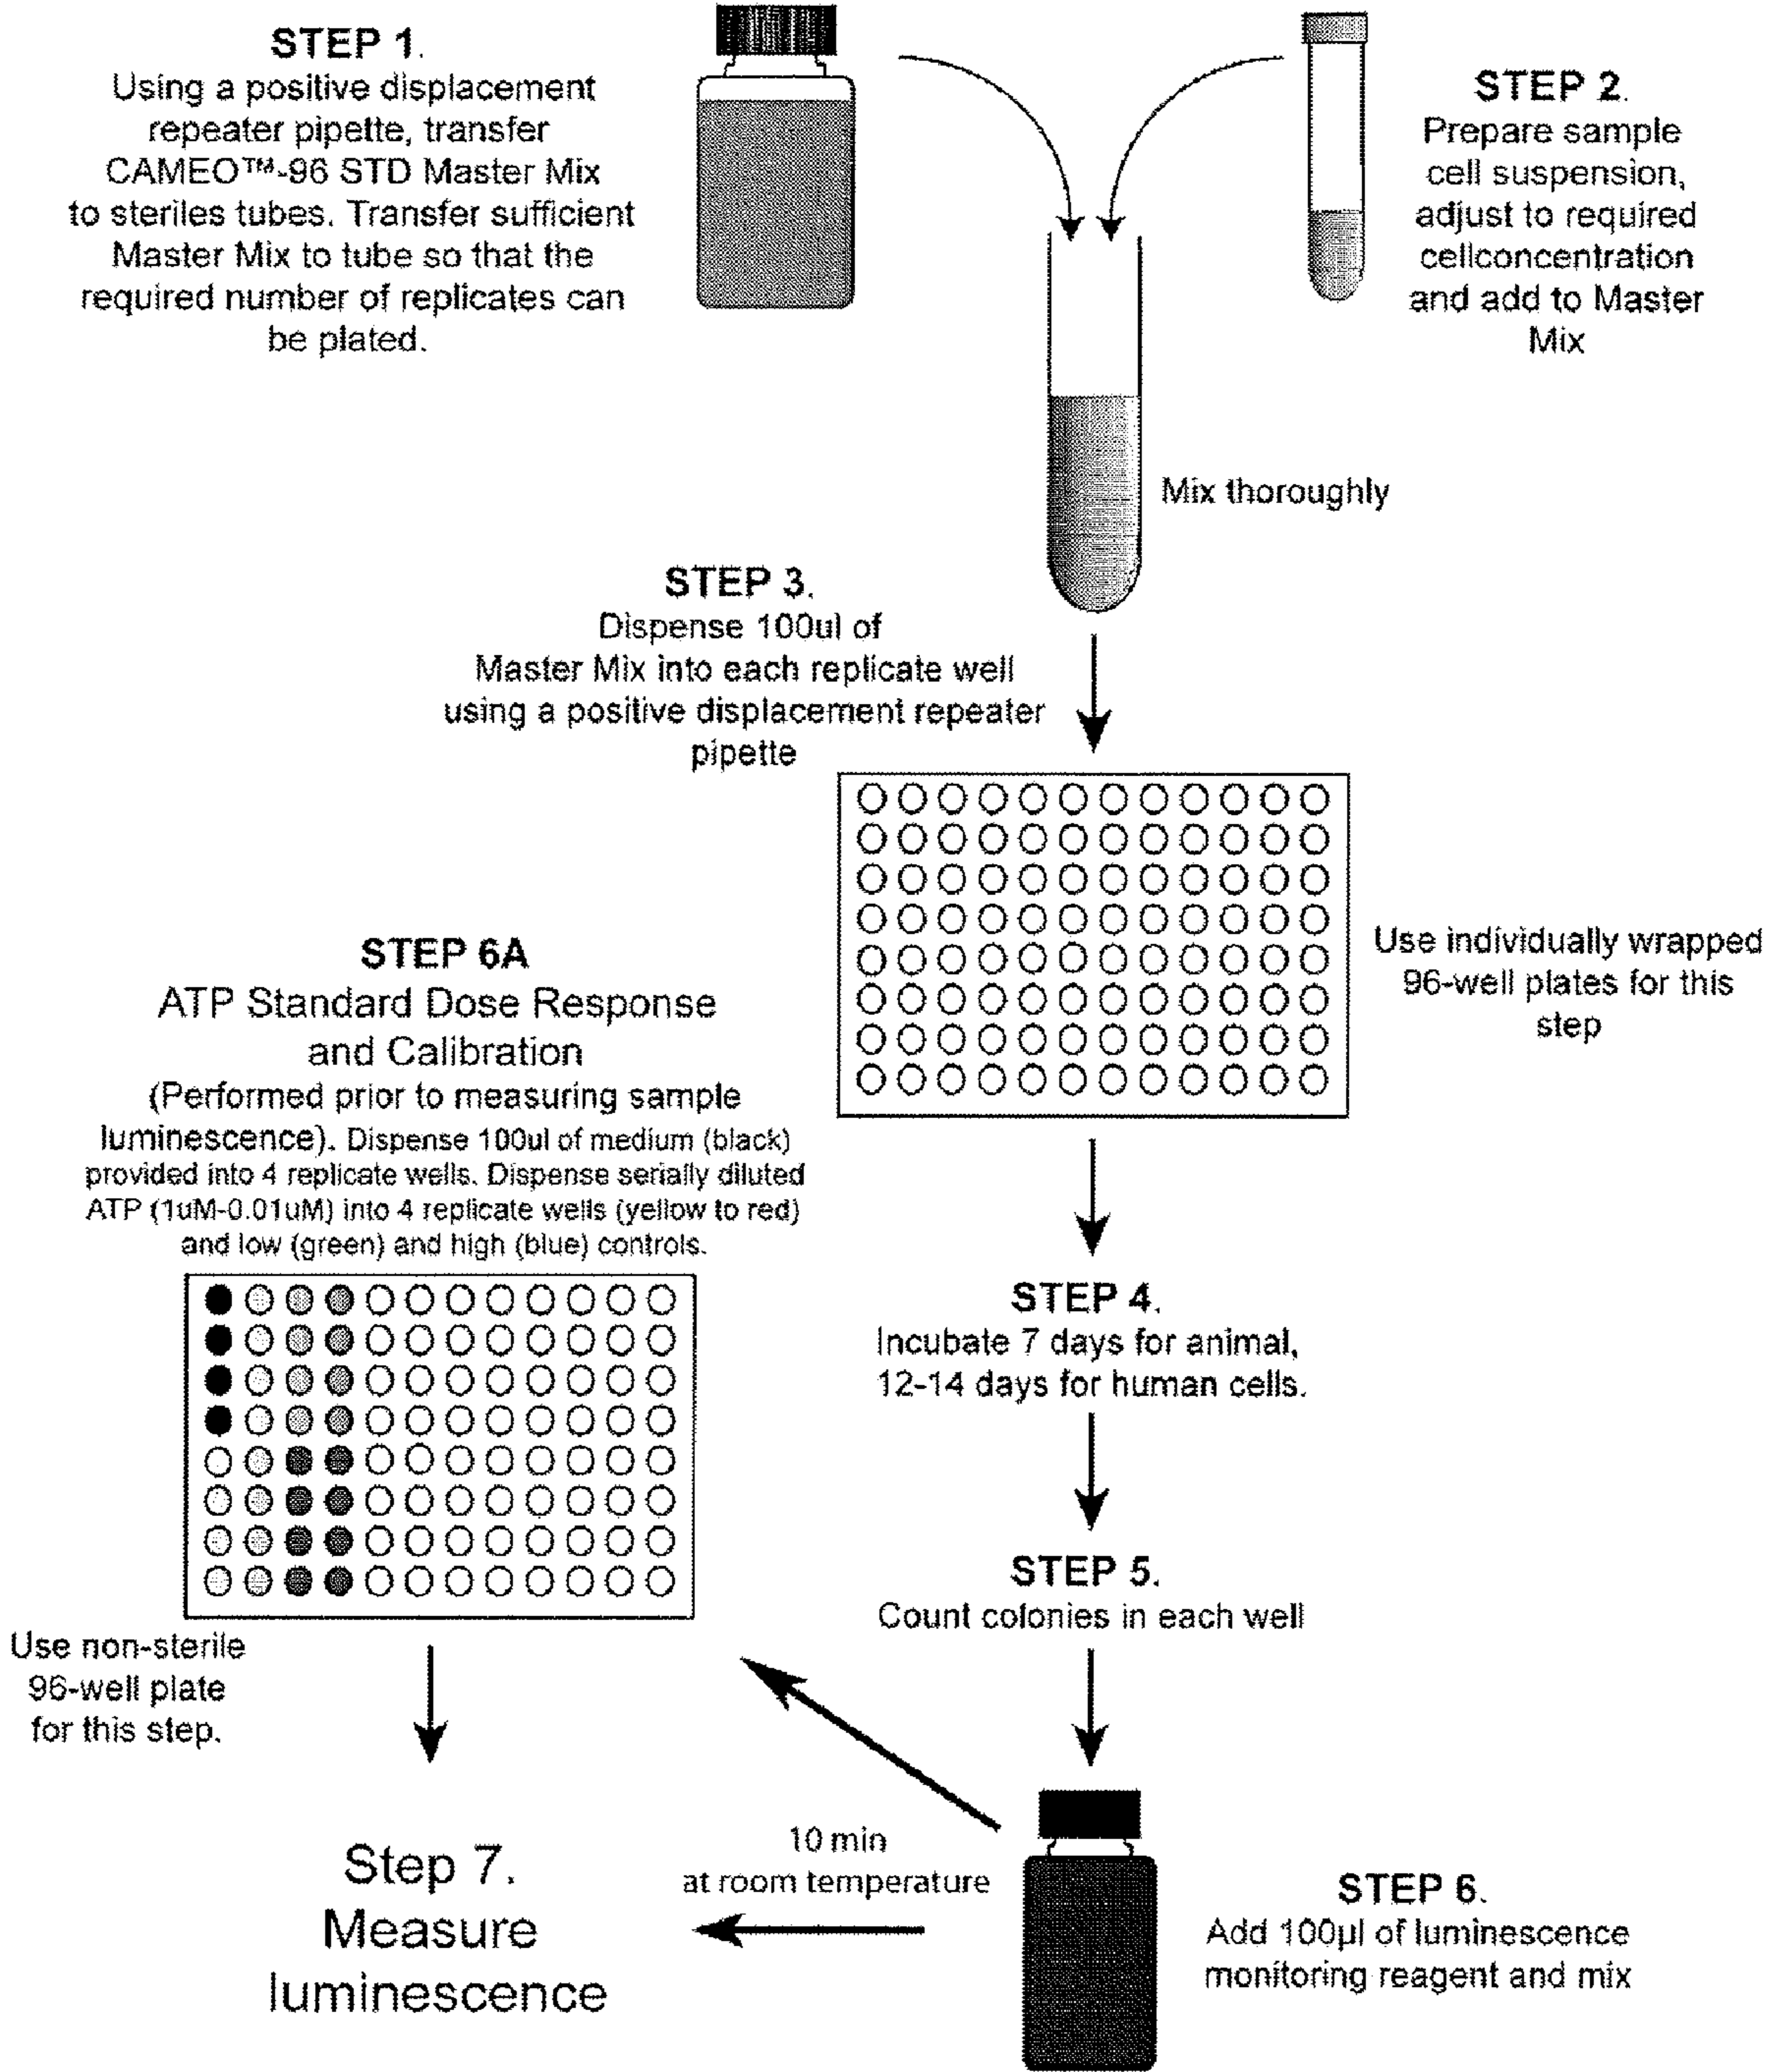 STEP 1.
Using a positive displacement
repeater pipette, transfer
CAMEO™-96 STD Master Mix
to steriles tubes. Transfer sufficient
Master Mix to tube so that the
required number of replicates can
be plated.
STEP 2.
Prepare sample
cell suspension,
adjust to required
cellconcentration
and add to Master
Mix
Mix thoroughly
STEP 3.
Dispense 100ul of
Master Mix into each replicate well
using a positive displacement repeater
pipette
Use individually wrapped
96-well plates for this
step
STEP 4.
Incubate 7 days for animal,
12-14 days for human cells.
STEP 5.
Count colonies in each well
STEP 6.
Add 100µl of luminescence
monitoring reagent and mix
STEP 6A
ATP Standard Dose Response
and Calibration
(Performed prior to measuring sample
luminescence). Dispense 100ul of medium (black)
provided into 4 replicate wells. Dispense serially diluted
ATP (1uM-0.01uM) into 4 replicate wells (yellow to red)
and low (green) and high (blue) controls.
Use non-sterile
96-well plate
for this step.
10 min
at room temperature
Step 7.
Measure
luminescence